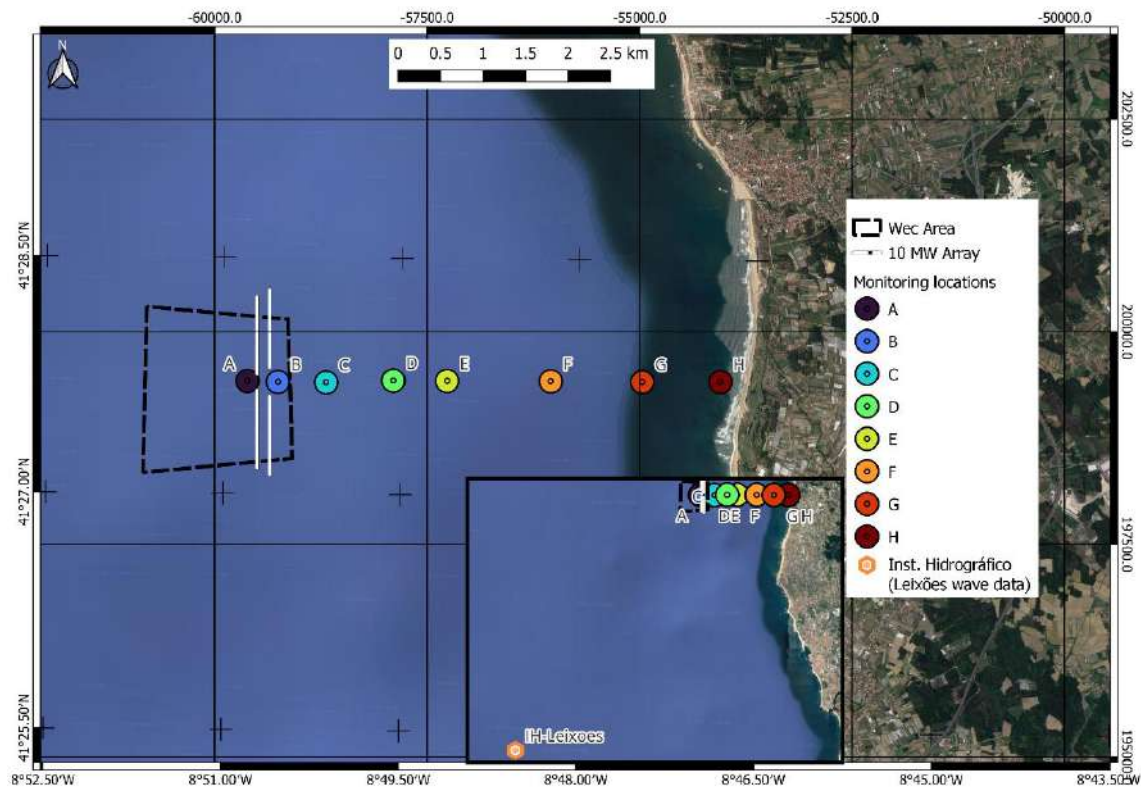 -60000.0 -57500.0 -55000.0 -52500.0 -50000.0
N
0 0.5 1 1.5 2 2.5 km
202500.0
41°28.50'N
200000.0
Wec Area
10 MW Array
Monitoring locations
A
B
C
D
E
F
G
H
Inst. Hidrográfico
(Leixões wave data)
A B C D E F G H
41°27.00'N
197500.0
C
A DE F G H
IH-Leixoes
41°25.50'N
195000.0
8°52.50'W 8°51.00'W 8°49.50'W 8°48.00'W 8°46.50'W 8°45.00'W 8°43.50'W